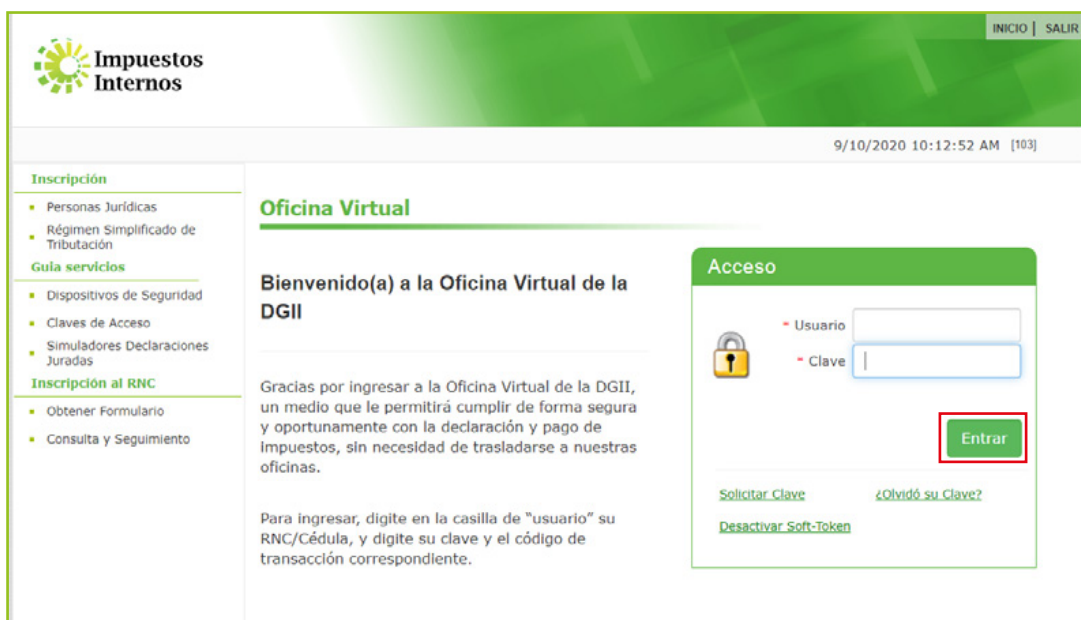 INICIO | SALIR
Impuestos
Internos
9/10/2020 10:12:52 AM [103]
Inscripción
Personas Jurídicas
Régimen Simplificado de
Tributación
Guía servicios
Dispositivos de Seguridad
Claves de Acceso
Simuladores Declaraciones
Juradas
Inscripción al RNC
Obtener Formulario
Consulta y Seguimiento
Oficina Virtual
Bienvenido(a) a la Oficina Virtual de la
DGII
Gracias por ingresar a la Oficina Virtual de la DGII,
un medio que le permitirá cumplir de forma segura
y oportunamente con la declaración y pago de
impuestos, sin necesidad de trasladarse a nuestras
oficinas.
Para ingresar, digite en la casilla de “usuario” su
RNC/Cédula, y digite su clave y el código de
transacción correspondiente.
Acceso
* Usuario
* Clave
Entrar
Solicitar Clave ¿Olvidó su Clave?
Desactivar Soft-Token